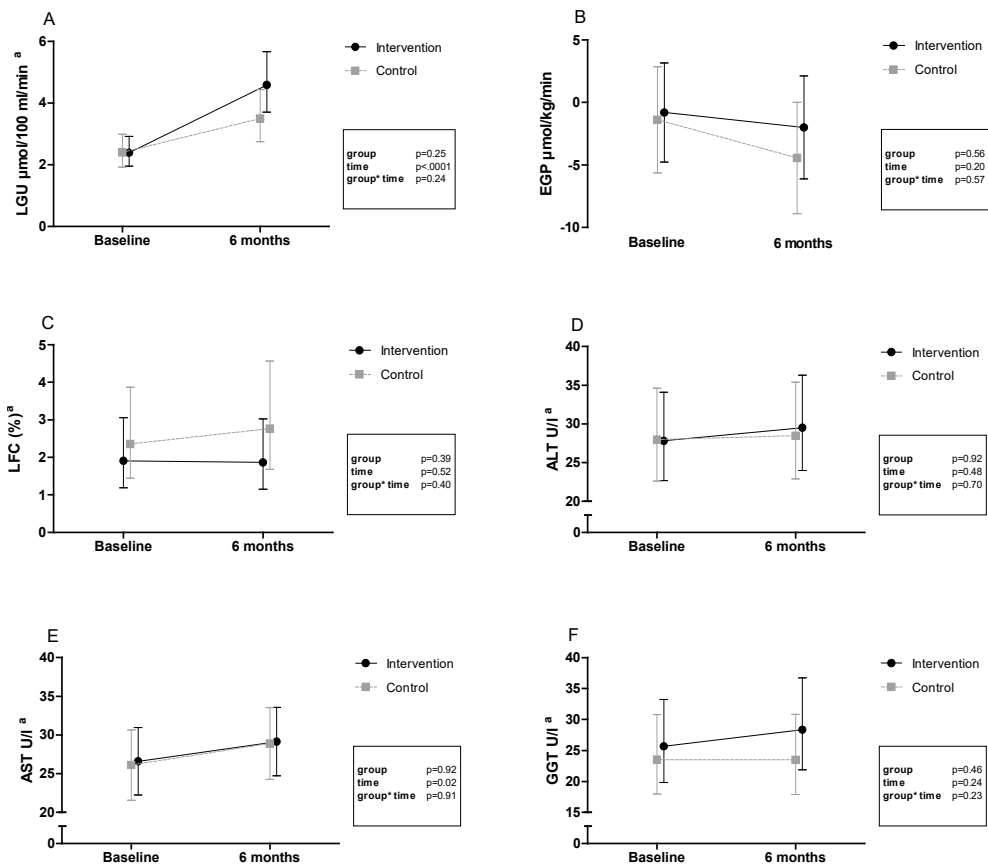 A
LGU µmol/100 ml/min ᵃ
6
4
2
0
Baseline
6 months
Intervention
Control
group p=0.25
time p<.0001
group* time p=0.24
B
EGP µmol/kg/min
5
0
-5
-10
Baseline
6 months
Intervention
Control
group p=0.56
time p=0.20
group* time p=0.57
C
LFC (%)ᵃ
5
4
3
2
1
0
Baseline
6 months
Intervention
Control
group p=0.39
time p=0.52
group* time p=0.40
D
ALT U/l ᵃ
40
35
30
25
20
0
Baseline
6 months
Intervention
Control
group p=0.92
time p=0.48
group* time p=0.70
E
AST U/l ᵃ
40
35
30
25
20
0
Baseline
6 months
Intervention
Control
group p=0.92
time p=0.02
group* time p=0.91
F
GGT U/l ᵃ
40
35
30
25
20
15
0
Baseline
6 months
Intervention
Control
group p=0.46
time p=0.24
group* time p=0.23